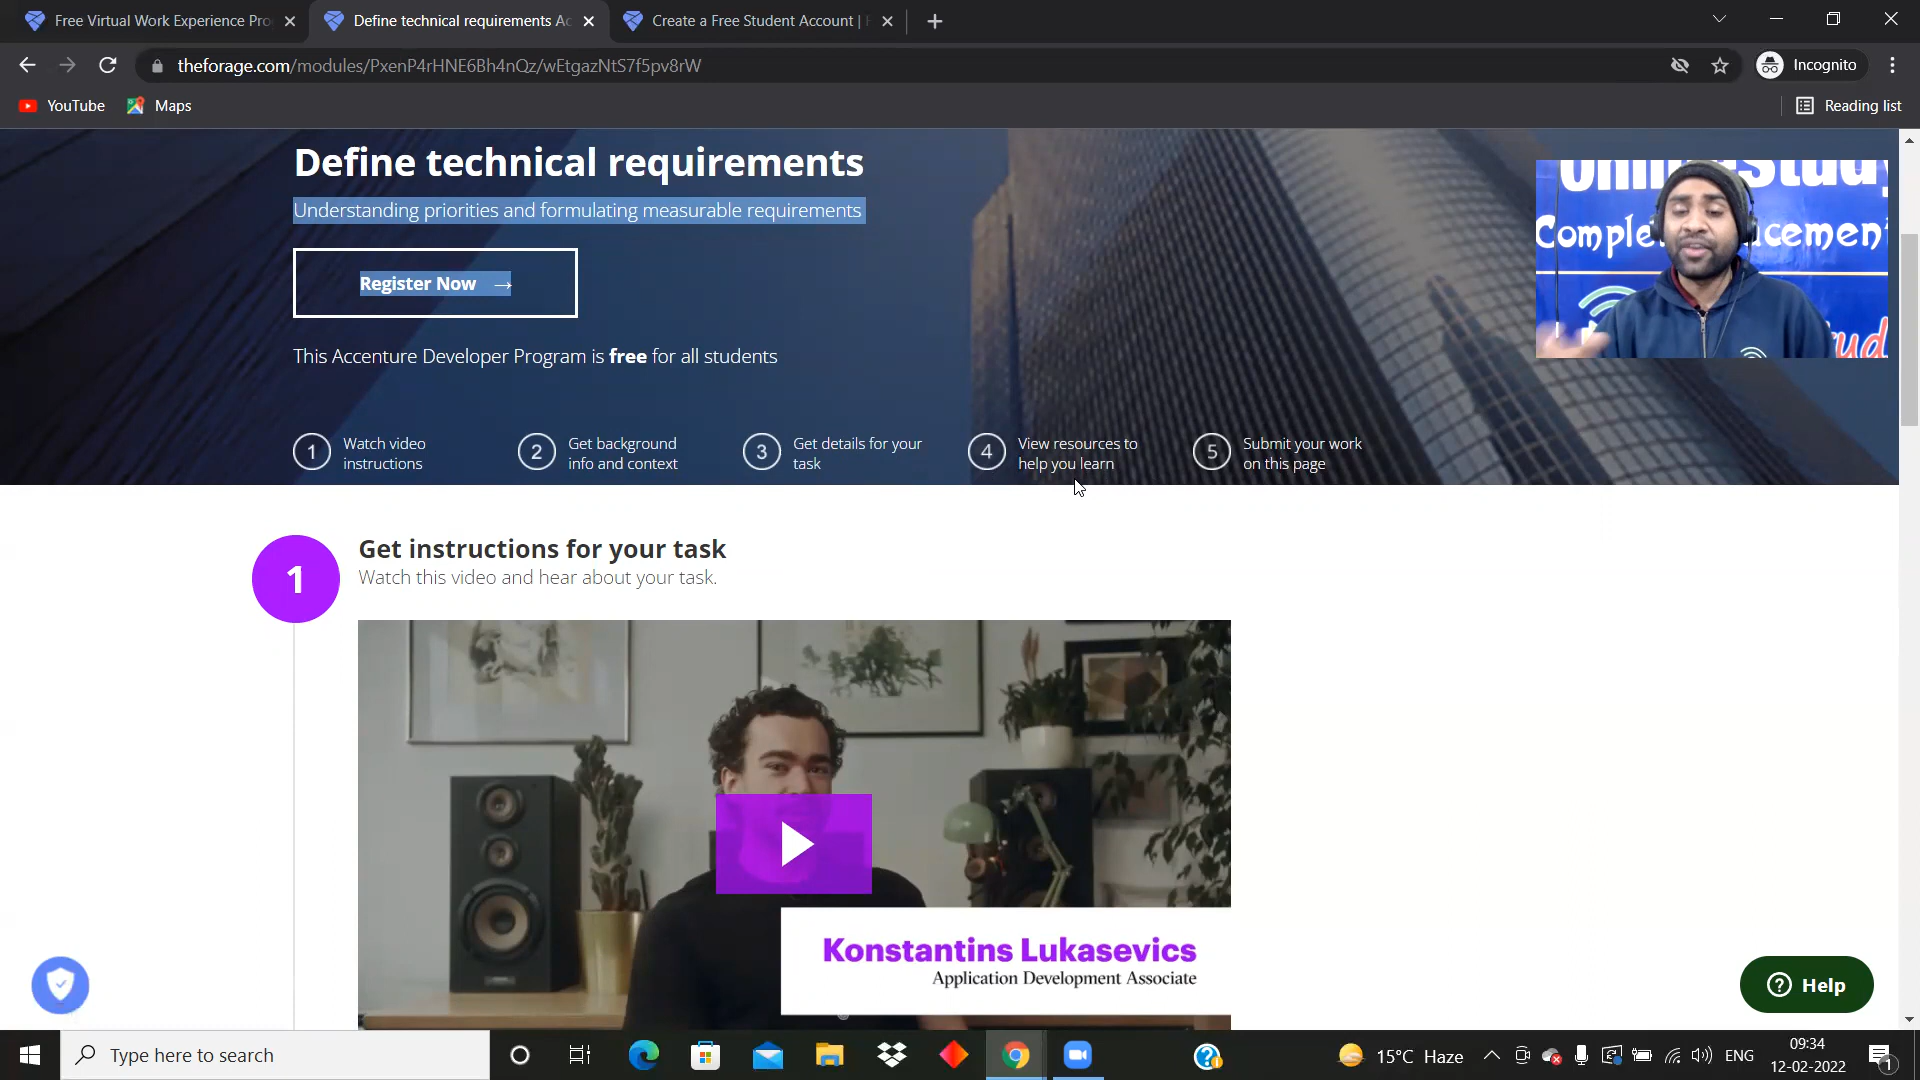 Free Virtual Work Experience Pro
Define technical requirements Ac
Create a Free Student Account |
theforage.com/modules/PxenP4rHNE6Bh4nQz/wEtgazNtS7f5pv8rW
Incognito
YouTube
Maps
Reading list
Define technical requirements
Understanding priorities and formulating measurable requirements
Register Now →
This Accenture Developer Program is free for all students
1 Watch video
instructions
2 Get background
info and context
3 Get details for your
task
4 View resources to
help you learn
5 Submit your work
on this page
1
Get instructions for your task
Watch this video and hear about your task.
Konstantins Lukasevics
Application Development Associate
Help
Type here to search
15°C Haze
ENG
09:34
12-02-2022
1